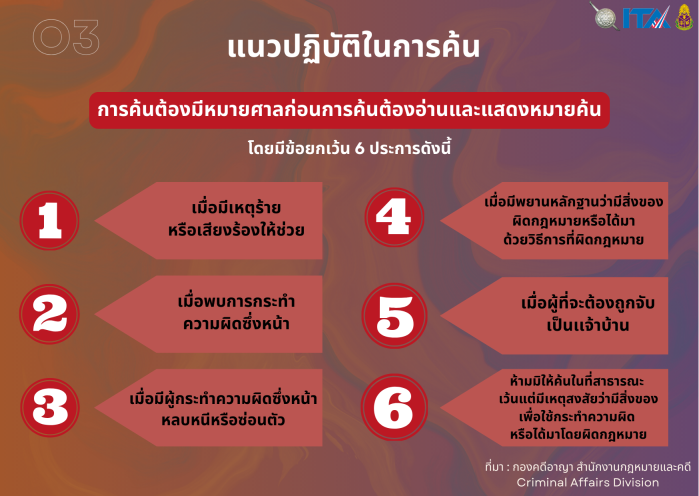 03
ITA
แนวปฏิบัติในการค้น
การค้นต้องมีหมายศาลก่อนการค้นต้องอ่านและแสดงหมายค้น
โดยมีข้อยกเว้น 6 ประการดังนี้
1
เมื่อมีเหตุร้าย
หรือเสียงร้องให้ช่วย
2
เมื่อพบการกระทำ
ความผิดซึ่งหน้า
3
เมื่อมีผู้กระทำความผิดซึ่งหน้า
หลบหนีหรือซ่อนตัว
4
เมื่อมีพยานหลักฐานว่ามีสิ่งของ
ผิดกฎหมายหรือได้มา
ด้วยวิธีการที่ผิดกฎหมาย
5
เมื่อผู้ที่จะต้องถูกจับ
เป็นแจ้าบ้าน
6
ห้ามมิให้ค้นในที่สาธารณะ
เว้นแต่มีเหตุสงสัยว่ามีสิ่งของ
เพื่อใช้กระทำความผิด
หรือได้มาโดยผิดกฎหมาย
ที่มา : กองคดีอาญา สำนักงานกฎหมายและคดี
Criminal Affairs Division